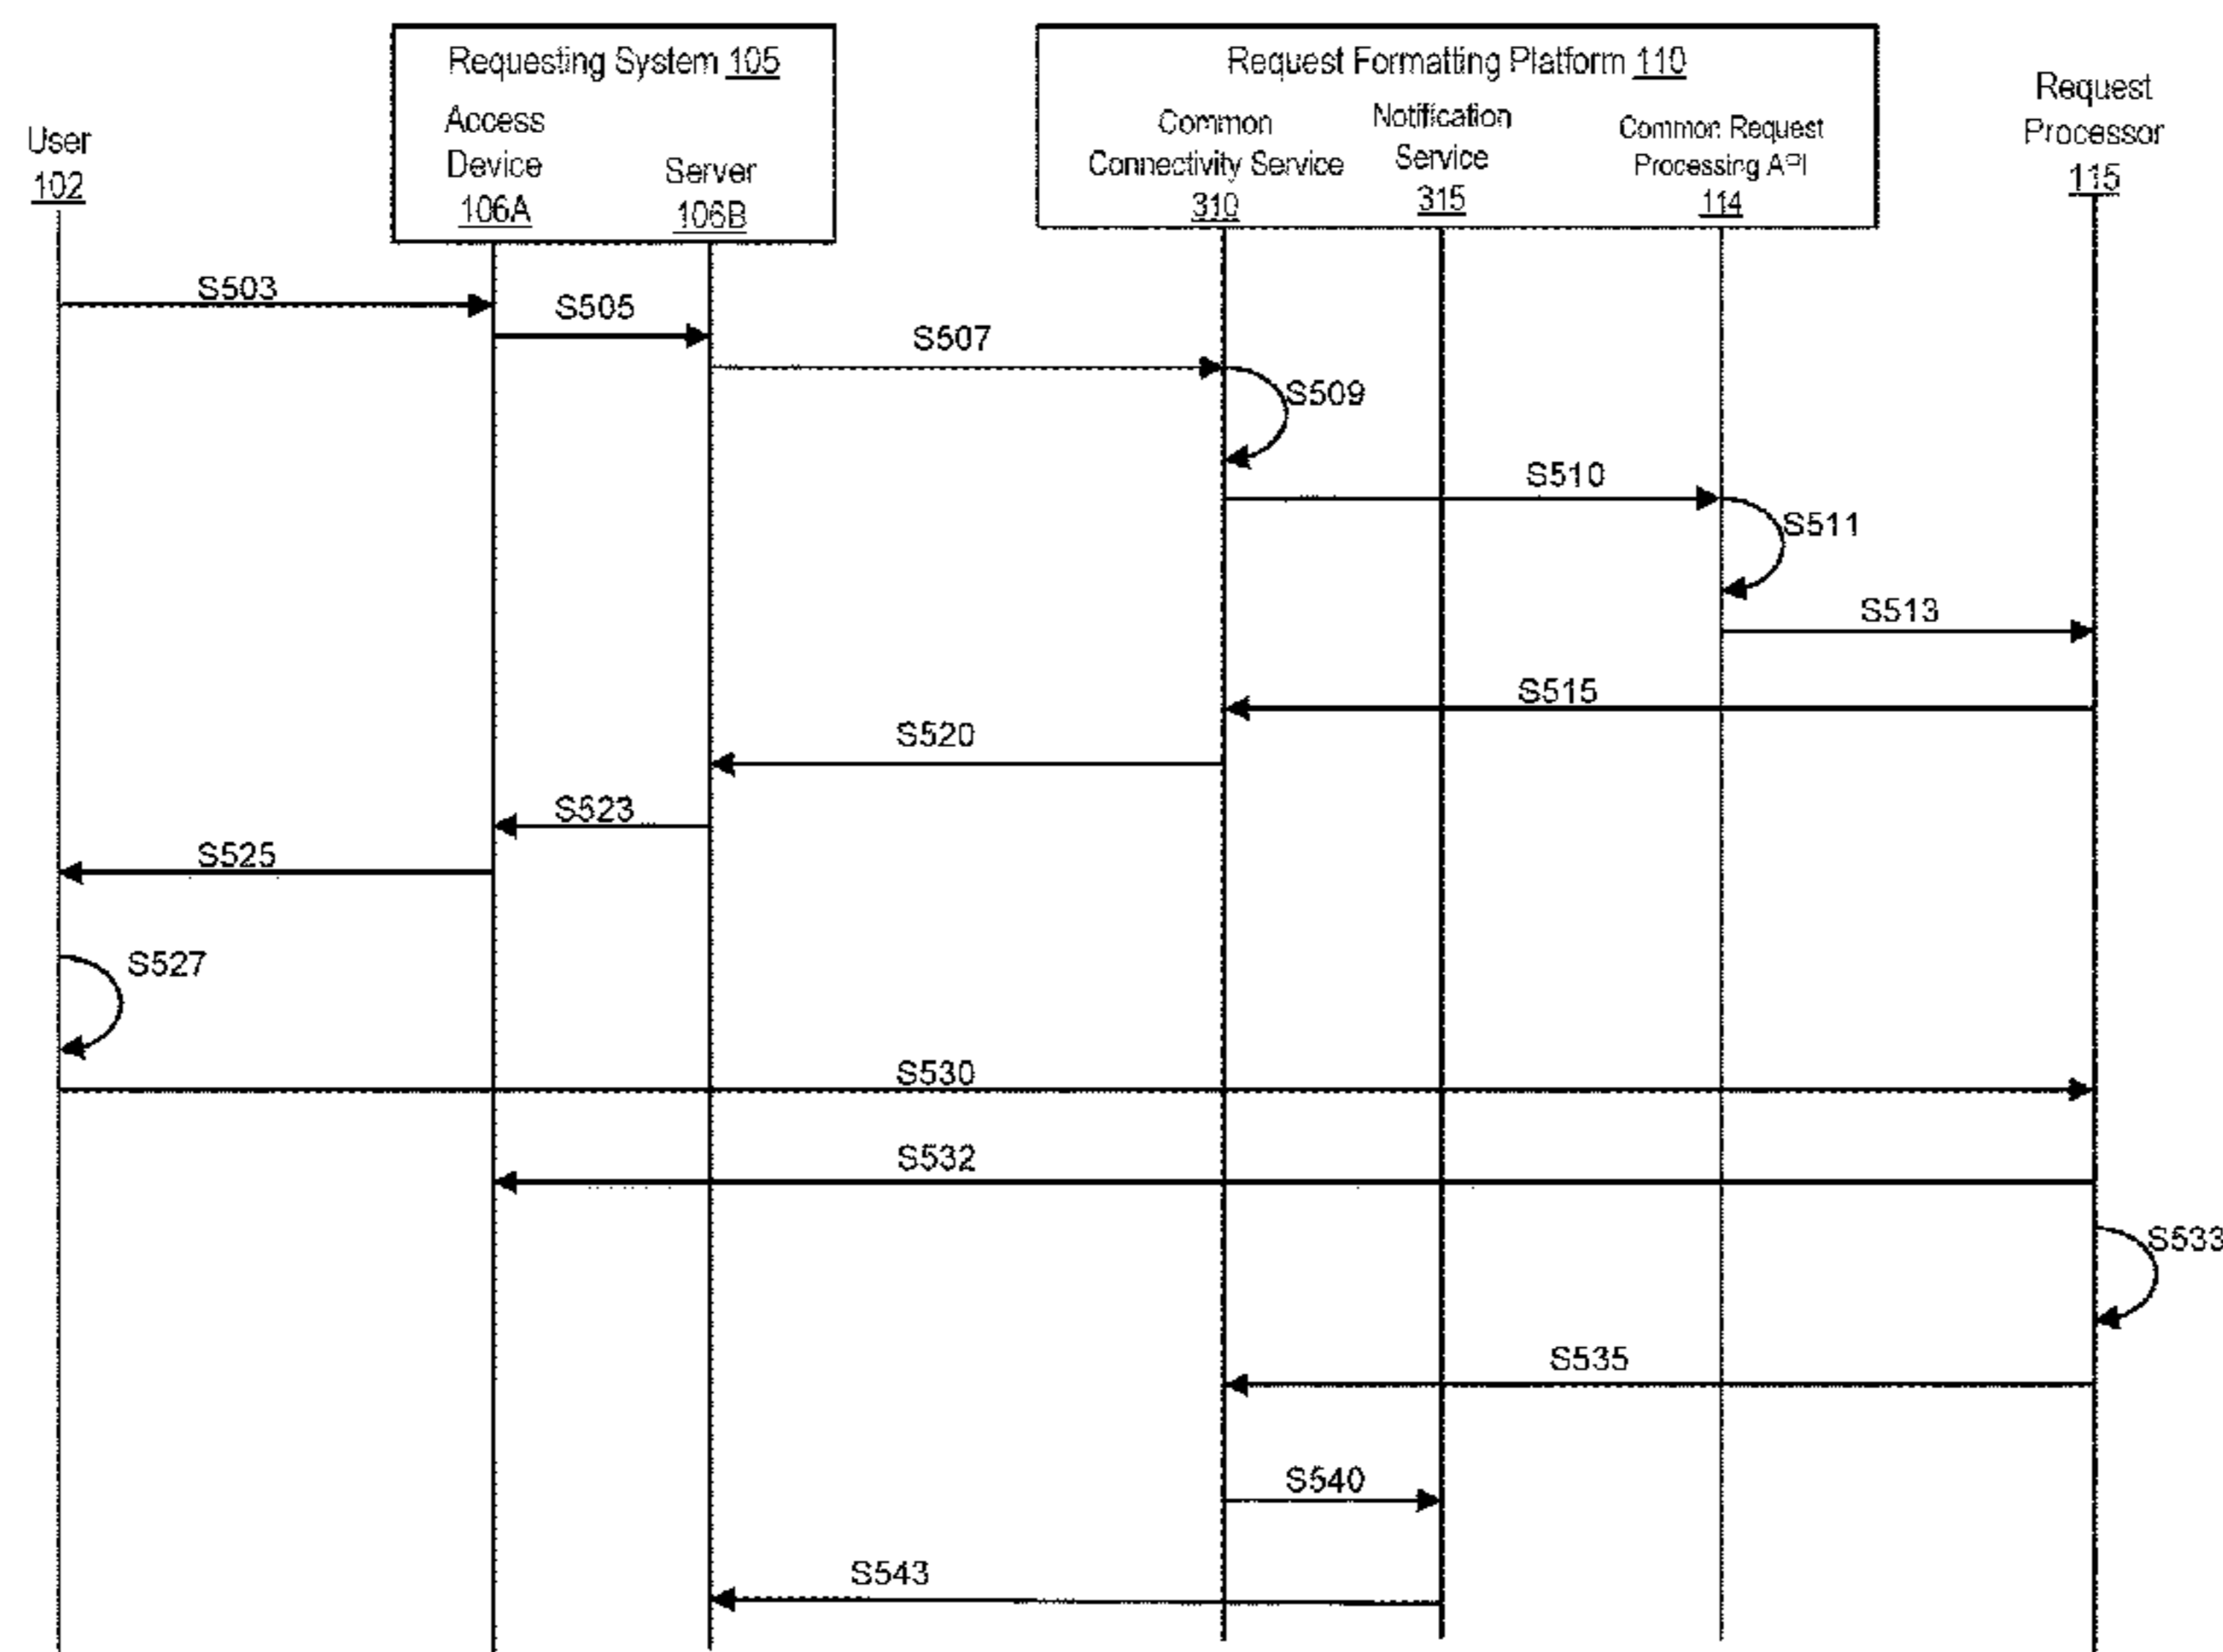 Requesting System 105
Request Formatting Platform 110
User
102
Access
Device
106A
Server
106B
Common
Connectivity Service
310
Notification
Service
315
Common Request
Processing API
114
Request
Processor
115
S503
S505
S507
S509
S510
S511
S513
S515
S520
S523
S525
S527
S530
S532
S533
S535
S540
S543